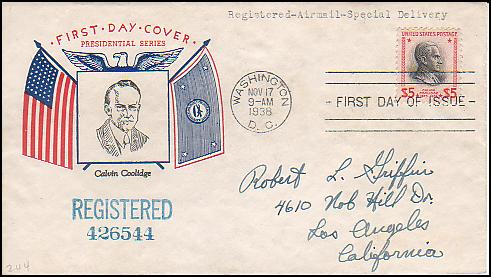 Registered-Airmail-Special Delivery
· FIRST · DAY · COVER ·
PRESIDENTIAL SERIES
Calvin Coolidge
REGISTERED
426544
WASHINGTON
NOV 17
9-AM
1938
D. C.
UNITED STATES POSTAGE
$5 $5
FIRST DAY OF ISSUE
Robert L. Griffin
4610 Nob Hill Dr.
Los Angeles
California
244